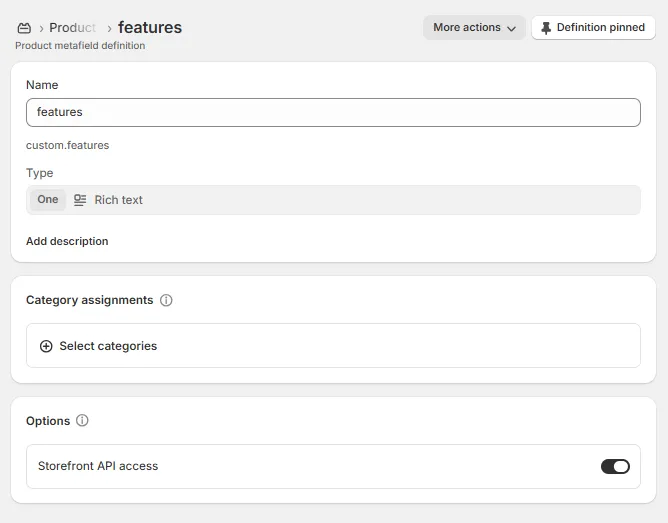 Product
features
More actions
Definition pinned
Product metafield definition
Name
features
custom.features
Type
One
Rich text
Add description
Category assignments
Select categories
Options
Storefront API access